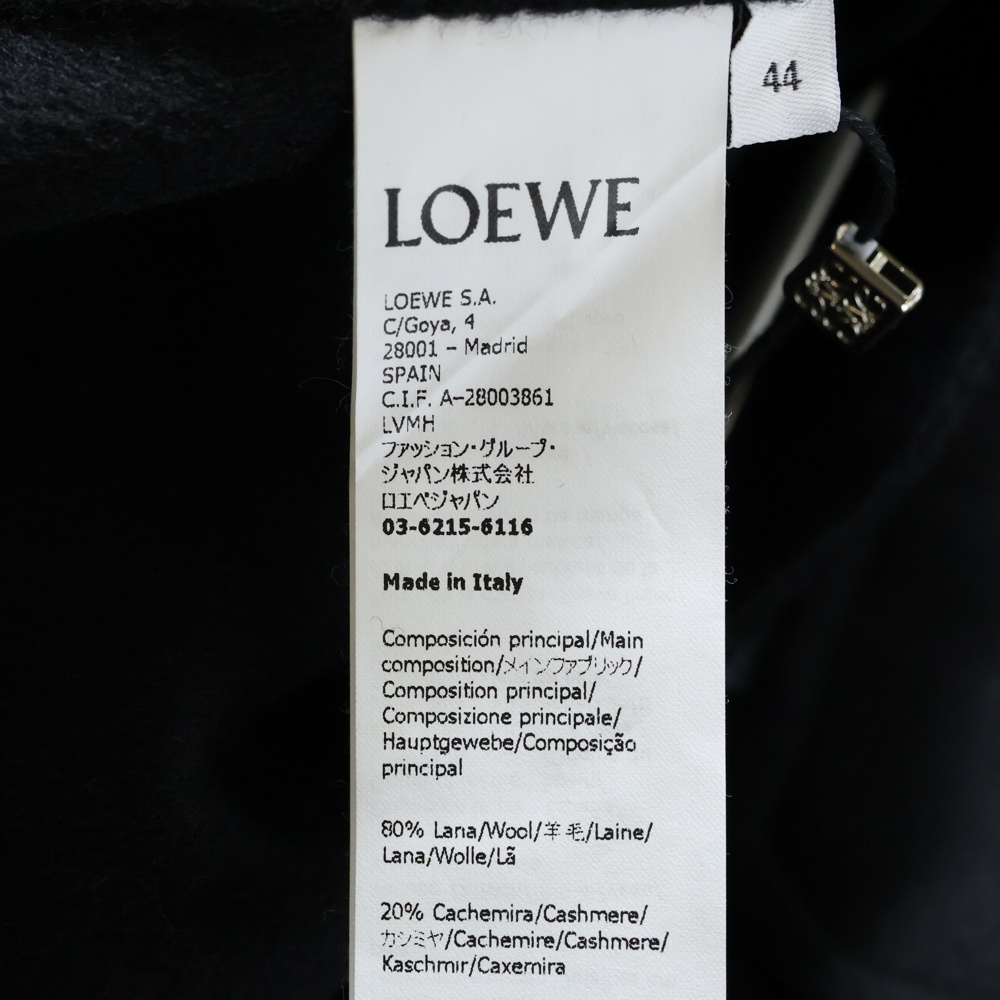 44
LOEWE
LOEWE S.A.
C/Goya, 4
28001 – Madrid
SPAIN
C.I.F. A-28003861
LVMH
ファッション・グループ・
ジャパン株式会社
ロエベジャパン
03-6215-6116
Made in Italy
Composición principal/Main
composition/メインファブリック/
Composition principal/
Composizione principale/
Hauptgewebe/Composição
principal
80% Lana/Wool/羊毛/Laine/
Lana/Wolle/Lã
20% Cachemira/Cashmere/
カシミヤ/Cachemire/Cashmere/
Kaschmir/Caxemira